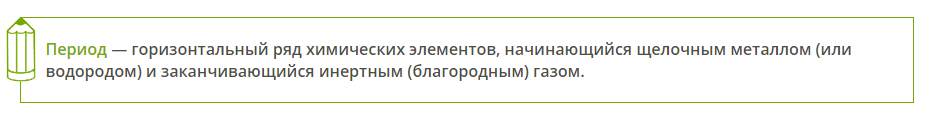 Период — горизонтальный ряд химических элементов, начинающийся щелочным металлом (или
водородом) и заканчивающийся инертным (благородным) газом.